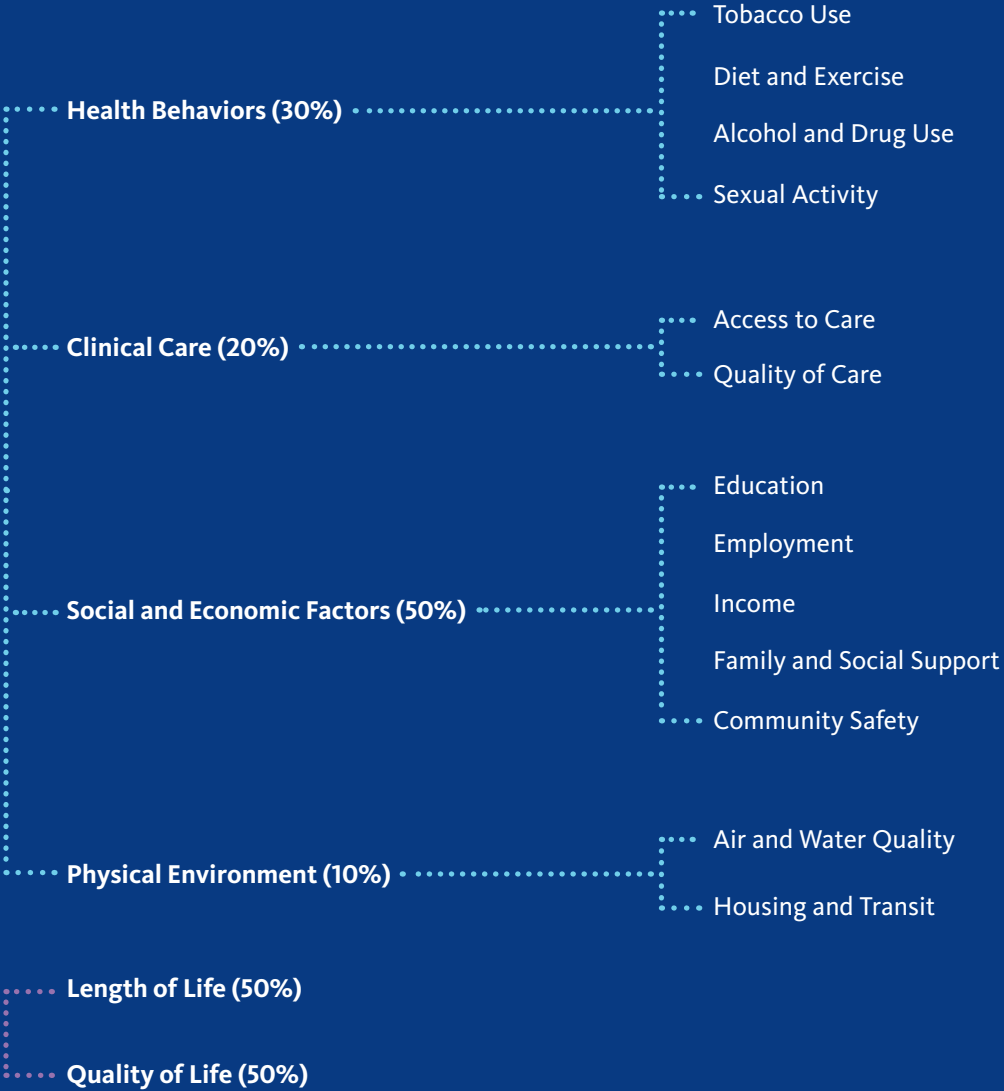 Health Behaviors (30%)
Tobacco Use
Diet and Exercise
Alcohol and Drug Use
Sexual Activity
Clinical Care (20%)
Access to Care
Quality of Care
Social and Economic Factors (50%)
Education
Employment
Income
Family and Social Support
Community Safety
Physical Environment (10%)
Air and Water Quality
Housing and Transit
Length of Life (50%)
Quality of Life (50%)